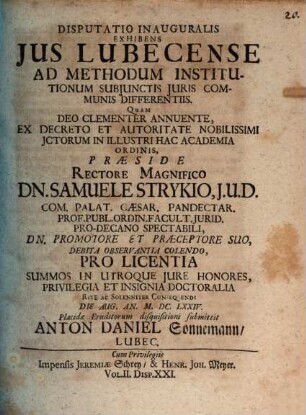 20.
DISPUTATIO INAUGURALIS
EXHIBENS
JUS LUBECENSE
AD METHODUM INSTITU-
TIONUM SUBJUNCTIS JURIS COM-
MUNIS DIFFERENTIIS.
Quam
DEO CLEMENTER ANNUENTE,
EX DECRETO ET AUTORITATE NOBILISSIMI
JCTORUM IN ILLUSTRI HAC ACADEMIA
ORDINIS,
PRÆSIDE
RECTORE MAGNIFICO
DN. SAMUELE STRYKIO, J.U.D.
COM. PALAT. CÆSAR. PANDECTAR.
PROF. PUBL. ORDIN. FACULT. JURID.
PRO-DECANO SPECTABILI,
DN. PROMOTORE ET PRÆCEPTORE SUO,
DEBITA OBSERVANTIA COLENDO,
PRO LICENTIA
SUMMOS IN UTROQUE JURE HONORES,
PRIVILEGIA ET INSIGNIA DOCTORALIA
RITE AC SOLENNITER CONSEQUENDI
DIE AUG. AN. M. DC. LXXIV.
Placidæ Eruditorum disquisitioni submittit
ANTON DANIEL Sonnemann/
LUBEC.
Cum Privilegiis
Impensis JEREMIÆ Schrey/ & HENR. JOH. Meyer.
VOL. II. DISP. XXI.